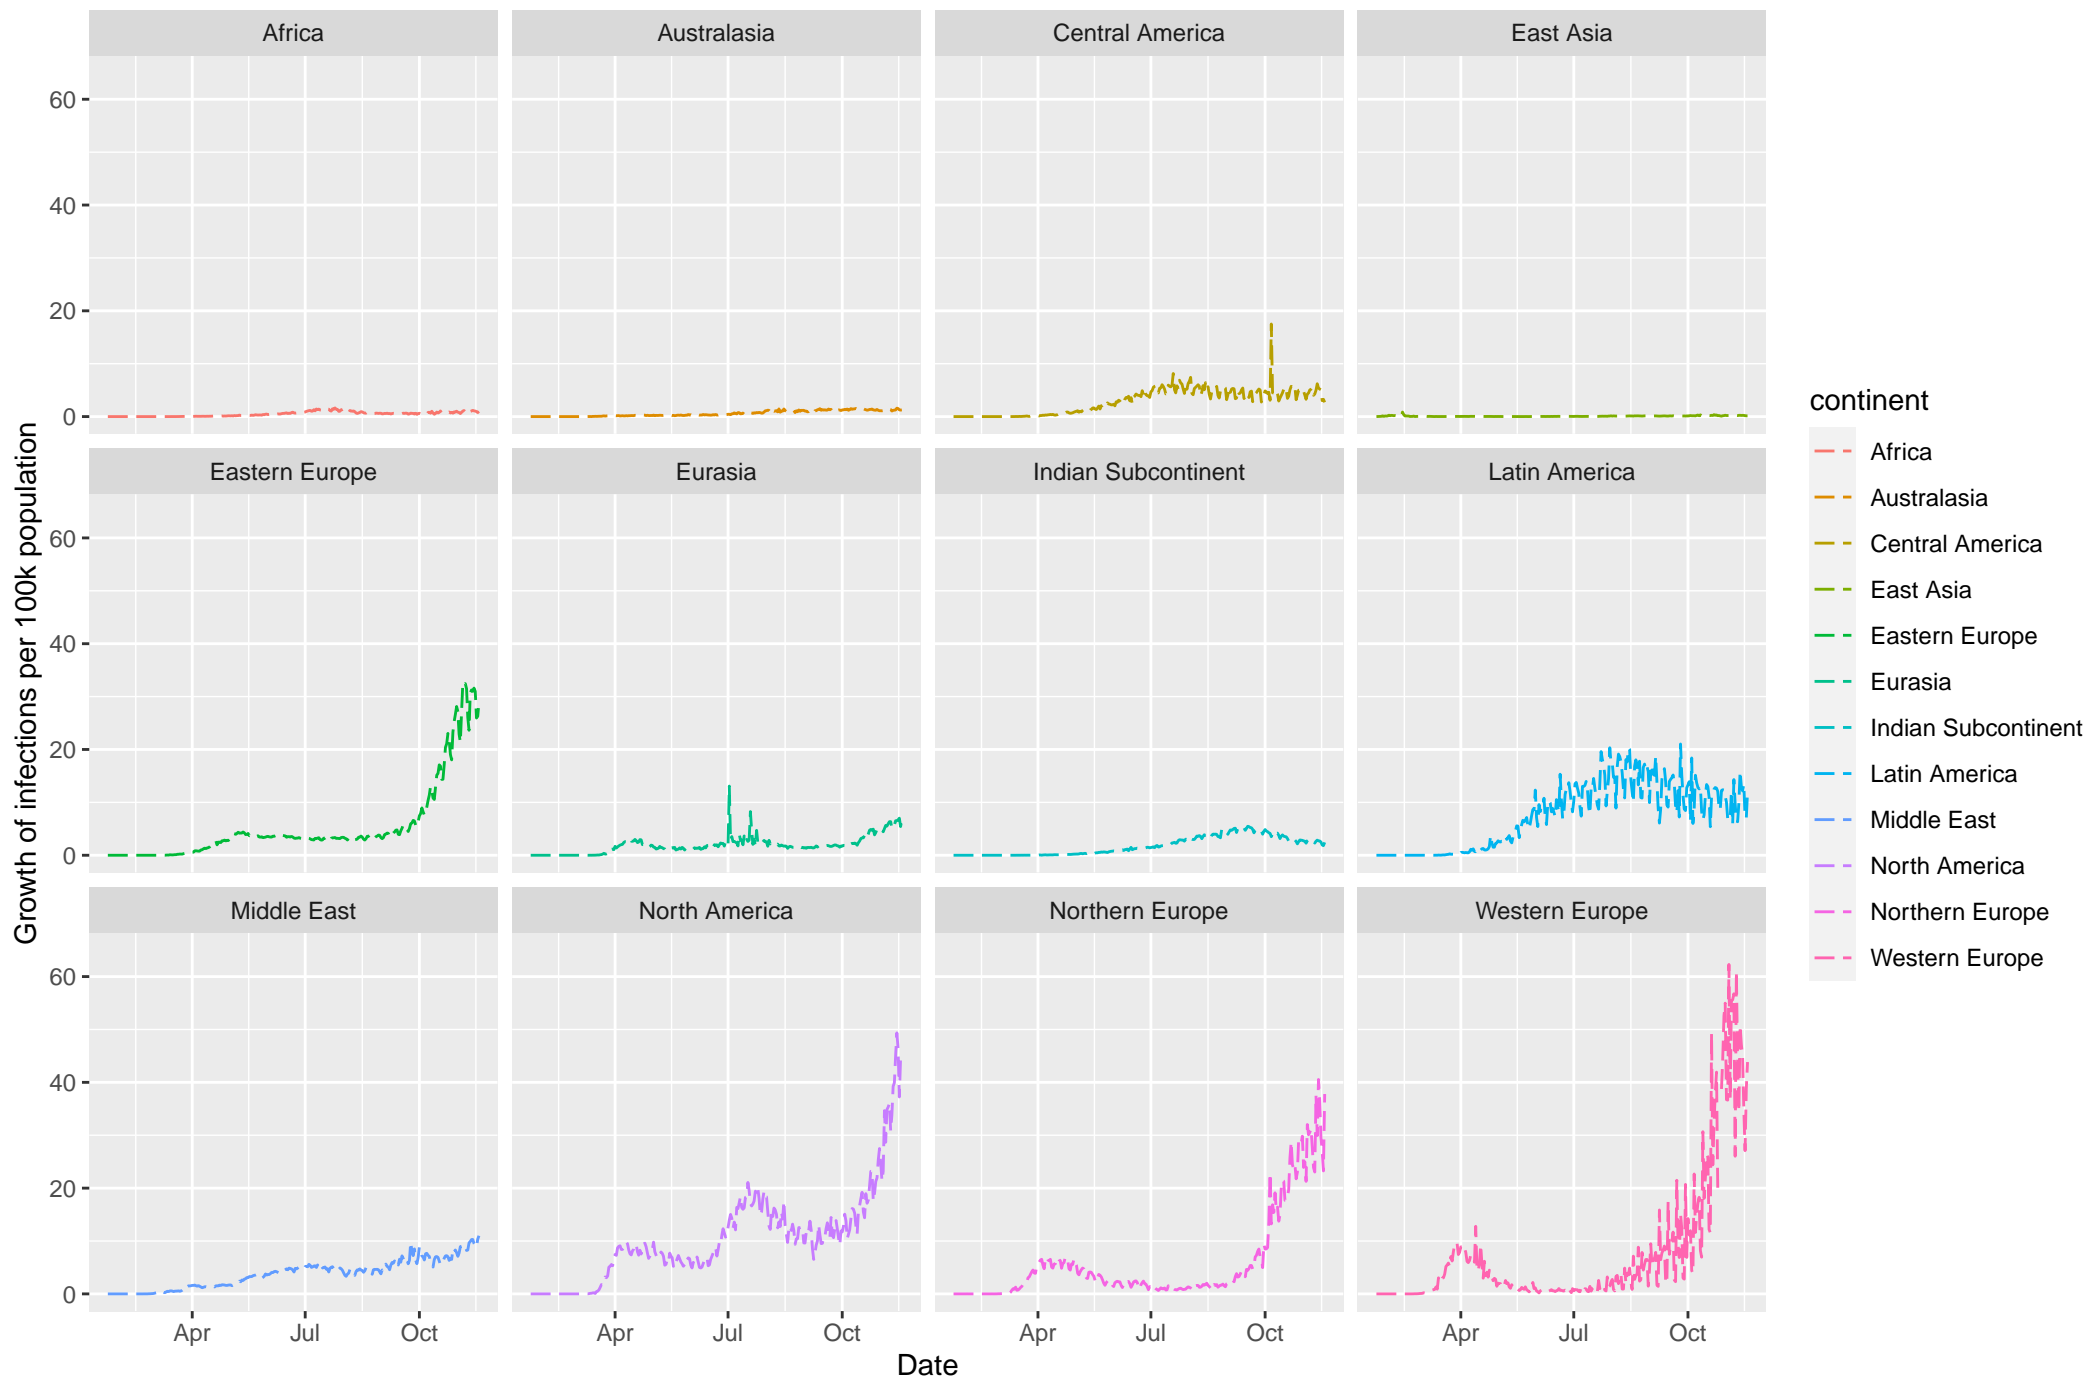 Africa
Australasia
Central America
East Asia
60
40
20
0
Eastern Europe
Eurasia
Indian Subcontinent
Latin America
60
40
20
0
Middle East
North America
Northern Europe
Western Europe
60
40
20
0
Apr
Jul
Oct
Apr
Jul
Oct
Apr
Jul
Oct
Apr
Jul
Oct
Date
Growth of infections per 100k population
continent
Africa
Australasia
Central America
East Asia
Eastern Europe
Eurasia
Indian Subcontinent
Latin America
Middle East
North America
Northern Europe
Western Europe